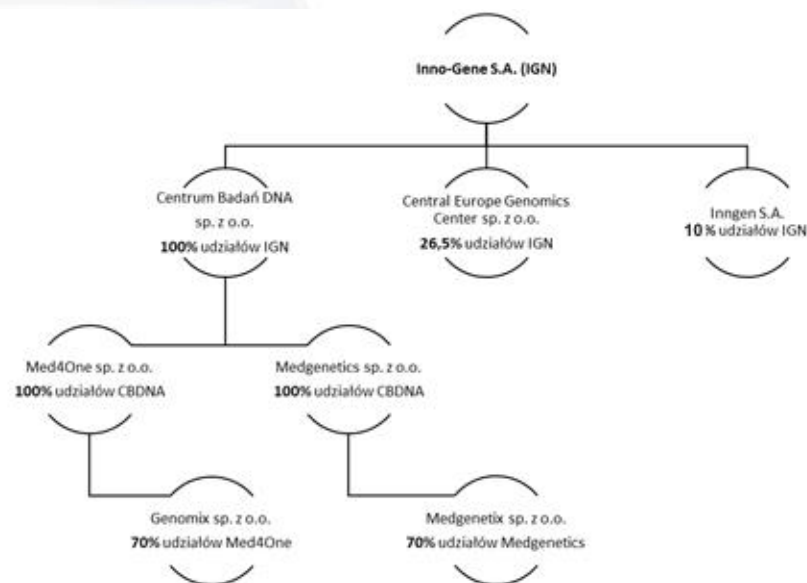 Inno-Gene S.A. (IGN)
Centrum Badań DNA
sp. z o.o.
100% udziałów IGN
Central Europe Genomics
Center sp. z o.o.
26,5% udziałów IGN
Inngen S.A.
10 % udziałów IGN
Med4One sp. z o.o.
100% udziałów CBDNA
Medgenetics sp. z o.o.
100% udziałów CBDNA
Genomix sp. z o.o.
70% udziałów Med4One
Medgenetix sp. z o.o.
70% udziałów Medgenetics